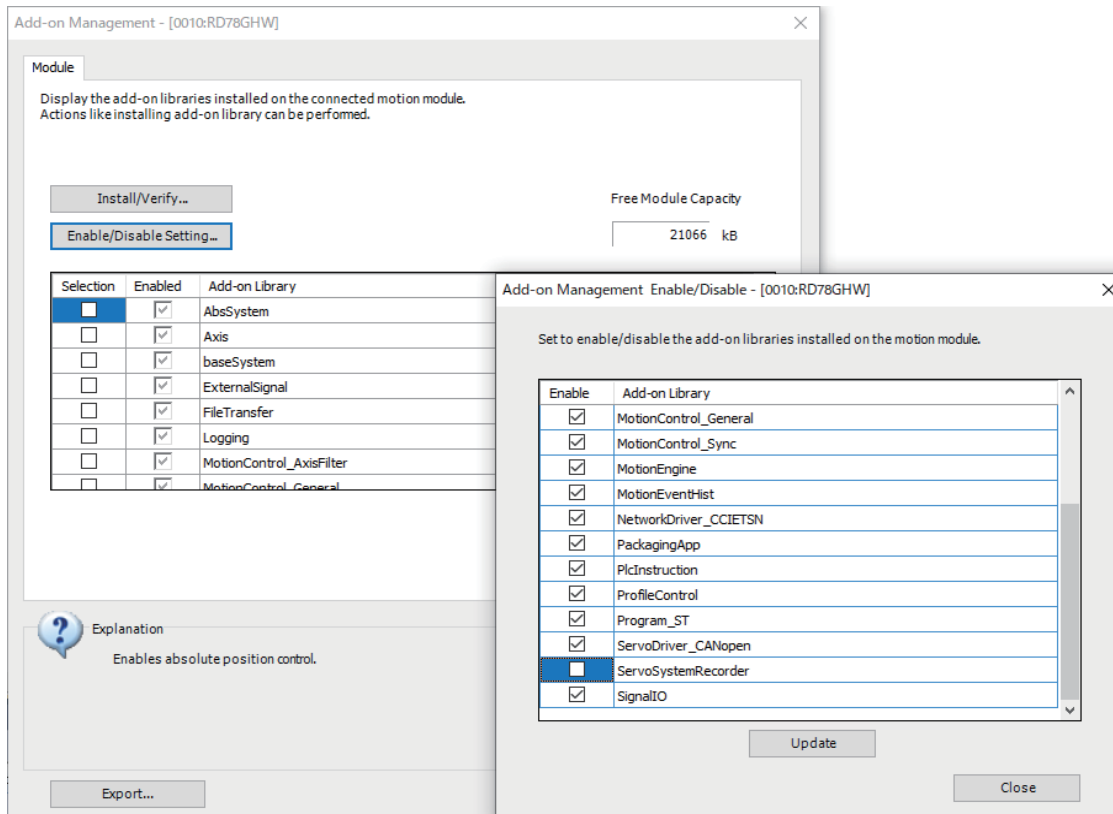 Add-on Management - [0010:RD78GHW]
Module
Display the add-on libraries installed on the connected motion module.
Actions like installing add-on library can be performed.
Install/Verify...
Free Module Capacity
Enable/Disable Setting...
21066 kB
Selection Enabled Add-on Library
AbsSystem
Axis
baseSystem
ExternalSignal
FileTransfer
Logging
MotionControl_AxisFilter
MotionControl_General
Explanation
Enables absolute position control.
Export...
Add-on Management Enable/Disable - [0010:RD78GHW]
Set to enable/disable the add-on libraries installed on the motion module.
Enable Add-on Library
MotionControl_General
MotionControl_Sync
MotionEngine
MotionEventHist
NetworkDriver_CCIETSN
PackagingApp
PlcInstruction
ProfileControl
Program_ST
ServoDriver_CANopen
ServoSystemRecorder
SignalIO
Update
Close